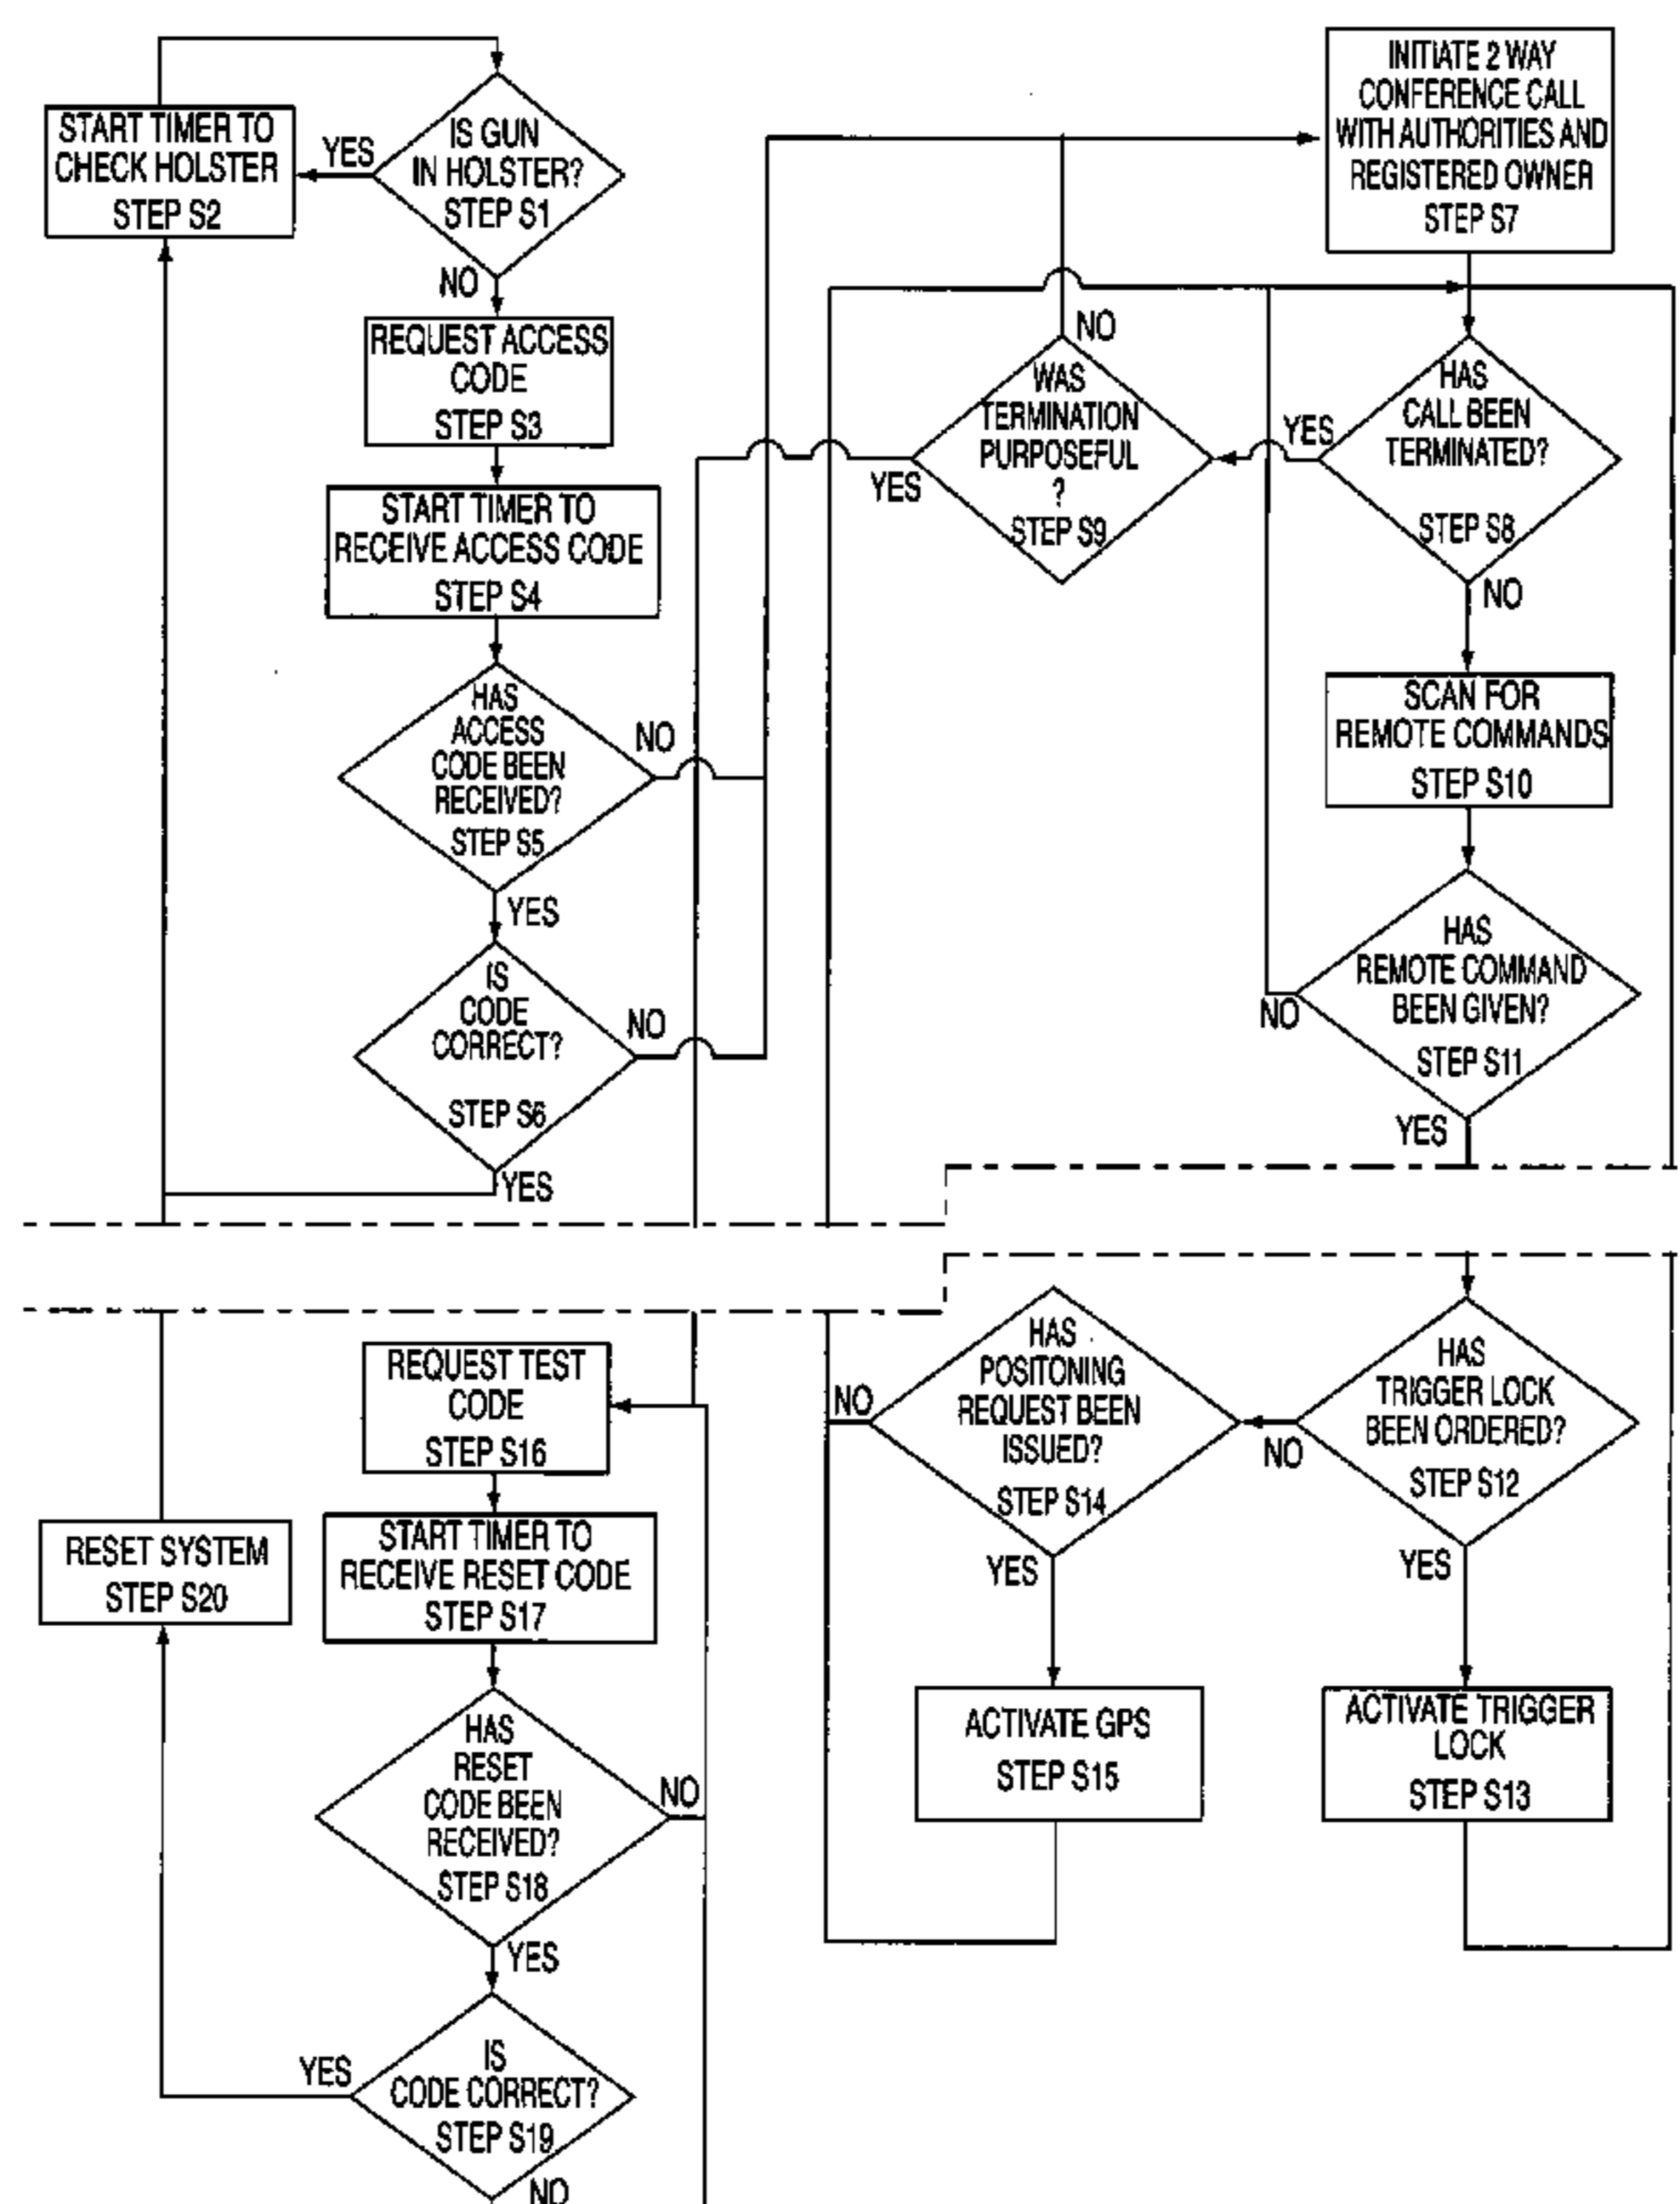 START TIMER TO
CHECK HOLSTER
STEP S2
YES
IS GUN
IN HOLSTER?
STEP S1
NO
REQUEST ACCESS
CODE
STEP S3
START TIMER TO
RECEIVE ACCESS CODE
STEP S4
HAS
ACCESS
CODE BEEN
RECEIVED?
STEP S5
NO
YES
IS
CODE
CORRECT?
STEP S6
NO
YES
INITIATE 2 WAY
CONFERENCE CALL
WITH AUTHORITIES AND
REGISTERED OWNER
STEP S7
HAS
CALL BEEN
TERMINATED?
STEP S8
YES
NO
WAS
TERMINATION
PURPOSEFUL
?
STEP S9
NO
YES
SCAN FOR
REMOTE COMMANDS
STEP S10
HAS
REMOTE COMMAND
BEEN GIVEN?
STEP S11
NO
YES
HAS
TRIGGER LOCK
BEEN ORDERED?
STEP S12
NO
YES
ACTIVATE TRIGGER
LOCK
STEP S13
HAS
POSITONING
REQUEST BEEN
ISSUED?
STEP S14
NO
YES
ACTIVATE GPS
STEP S15
REQUEST TEST
CODE
STEP S16
START TIMER TO
RECEIVE RESET CODE
STEP S17
HAS
RESET
CODE BEEN
RECEIVED?
STEP S18
NO
YES
IS
CODE CORRECT?
STEP S19
YES
NO
RESET SYSTEM
STEP S20